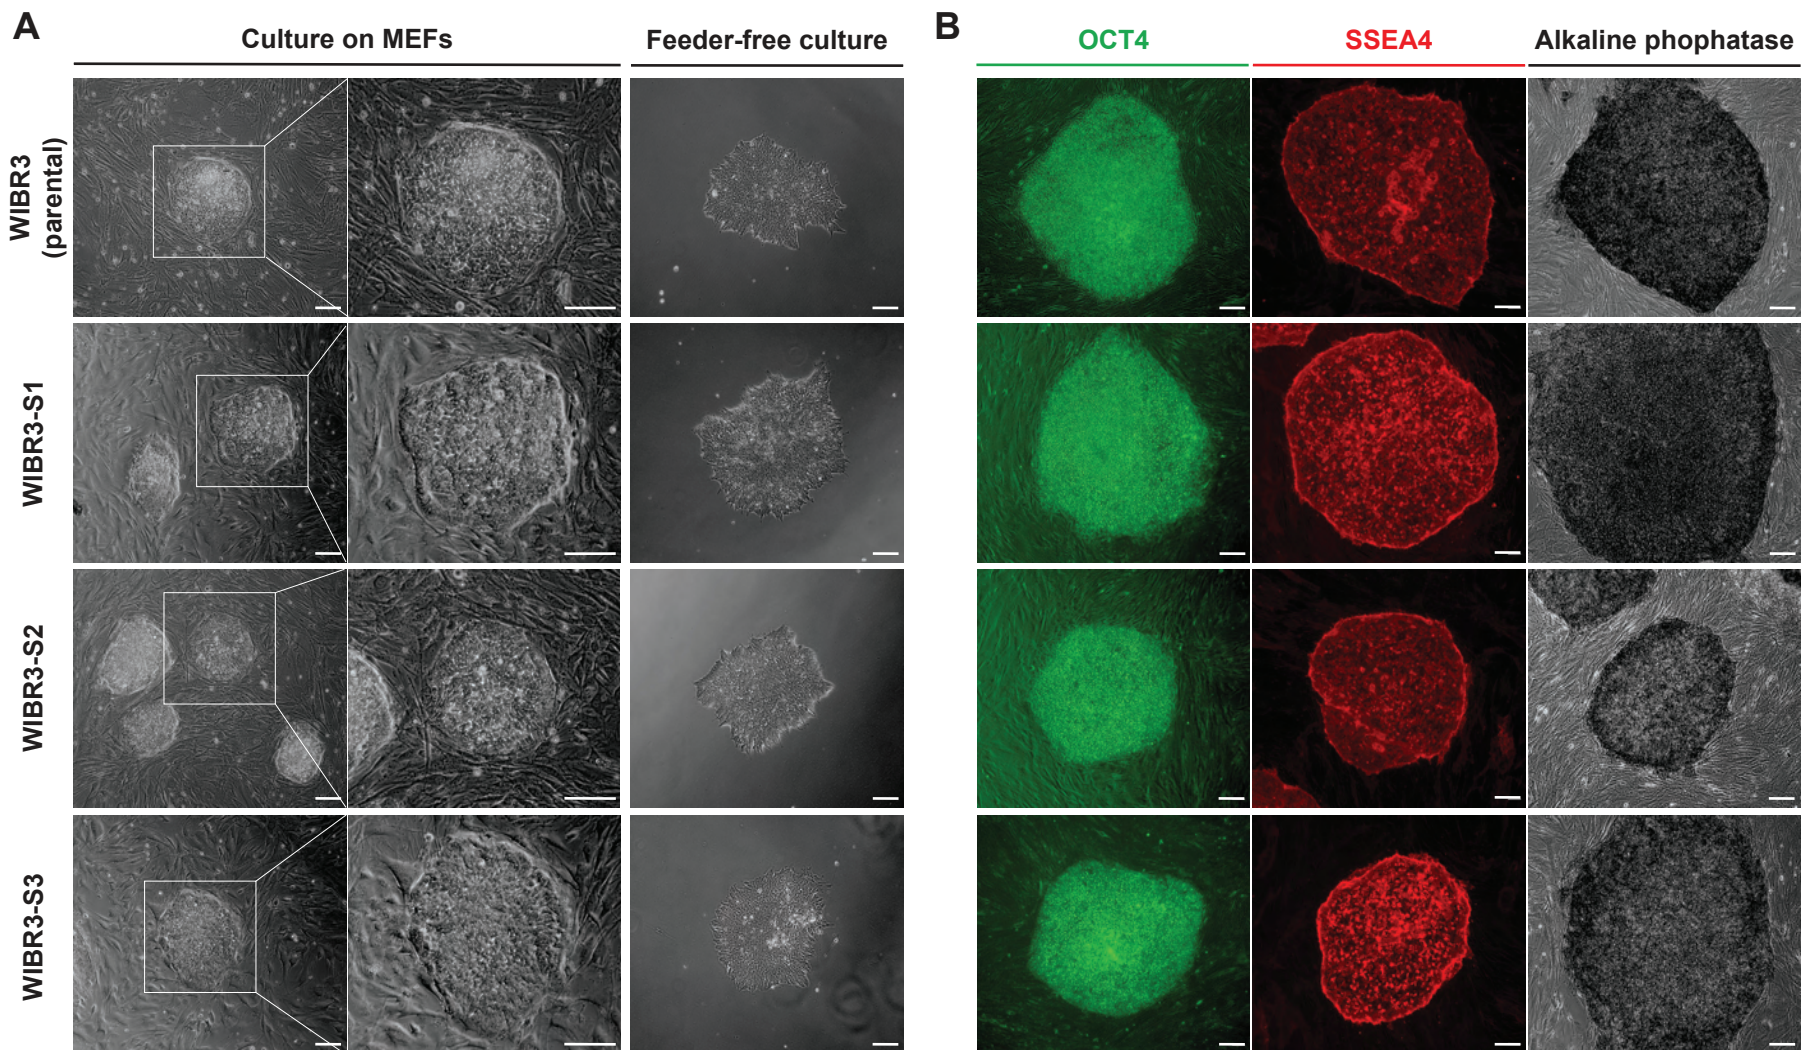 A
Culture on MEFs
Feeder-free culture
B
OCT4
SSEA4
Alkaline phophatase
WIBR3
(parental)
WIBR3-S1
WIBR3-S2
WIBR3-S3